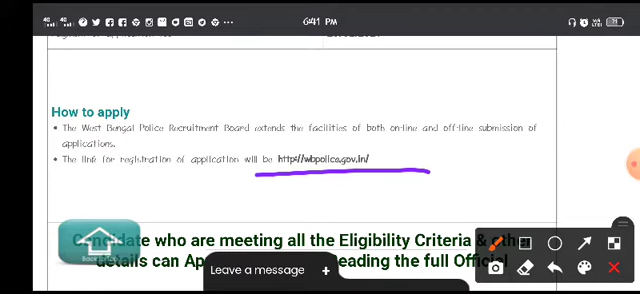 6:41 PM
How to apply
• The West Bengal Police Recruitment Board extends the facilities of both on-line and off-line submission of
applications.
• The link for registration of application will be http://wbpolice.gov.in/
Candidate who are meeting all the Eligibility Criteria & other
details can Ap eading the full Official
Leave a message +